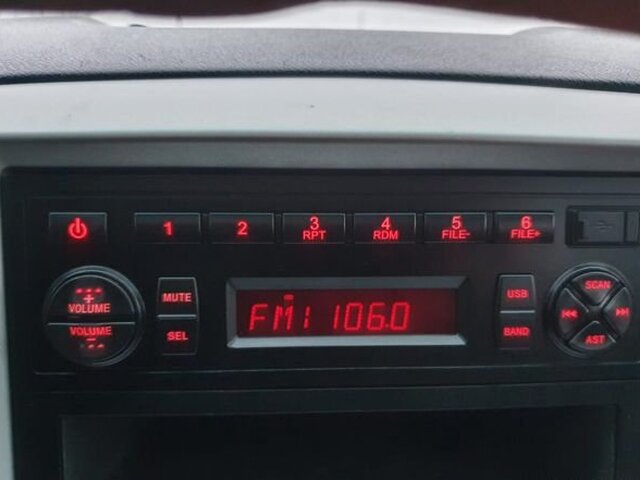 1 2 3 4 5 6
RPT RDM FILE- FILE+
+
VOLUME
VOLUME
-
MUTE
SEL
FM1 106.0
USB
BAND
SCAN
AST